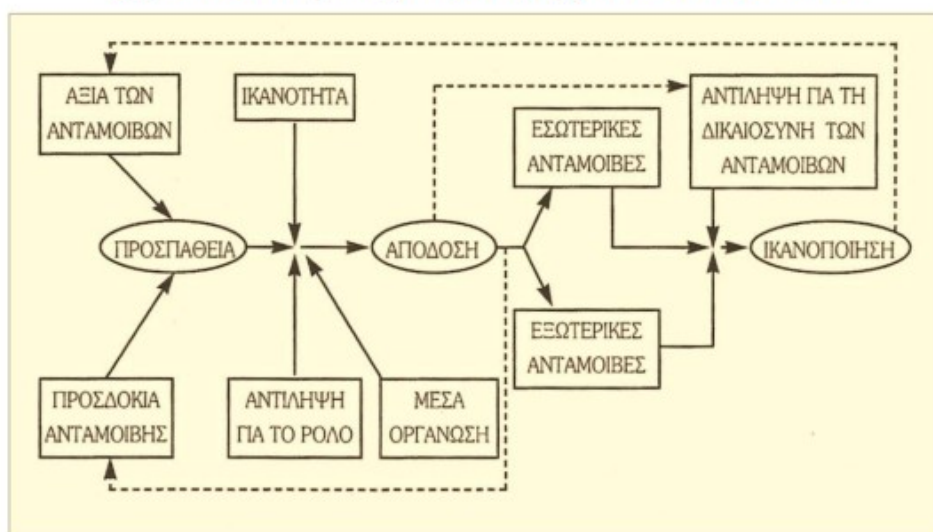 ΑΞΙΑ ΤΩΝ
ΑΝΤΑΜΟΙΒΩΝ
ΙΚΑΝΟΤΗΤΑ
ΕΣΩΤΕΡΙΚΕΣ
ΑΝΤΑΜΟΙΒΕΣ
ΑΝΤΙΛΗΨΗ ΓΙΑ ΤΗ
ΔΙΚΑΙΟΣΥΝΗ ΤΩΝ
ΑΝΤΑΜΟΙΒΩΝ
ΠΡΟΣΠΑΘΕΙΑ
ΑΠΟΔΟΣΗ
ΙΚΑΝΟΠΟΙΗΣΗ
ΕΞΩΤΕΡΙΚΕΣ
ΑΝΤΑΜΟΙΒΕΣ
ΠΡΟΣΔΟΚΙΑ
ΑΝΤΑΜΟΙΒΗΣ
ΑΝΤΙΛΗΨΗ
ΓΙΑ ΤΟ ΡΟΛΟ
ΜΕΣΑ
ΟΡΓΑΝΩΣΗ